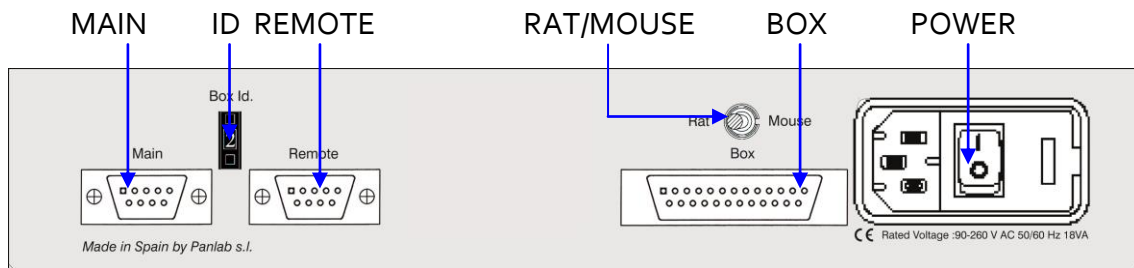 MAIN ID REMOTE RAT/MOUSE BOX POWER
Box Id.
2
Rat Mouse
Main Remote Box
Made in Spain by Panlab s.l.
CE Rated Voltage :90-260 V AC 50/60 Hz 18VA